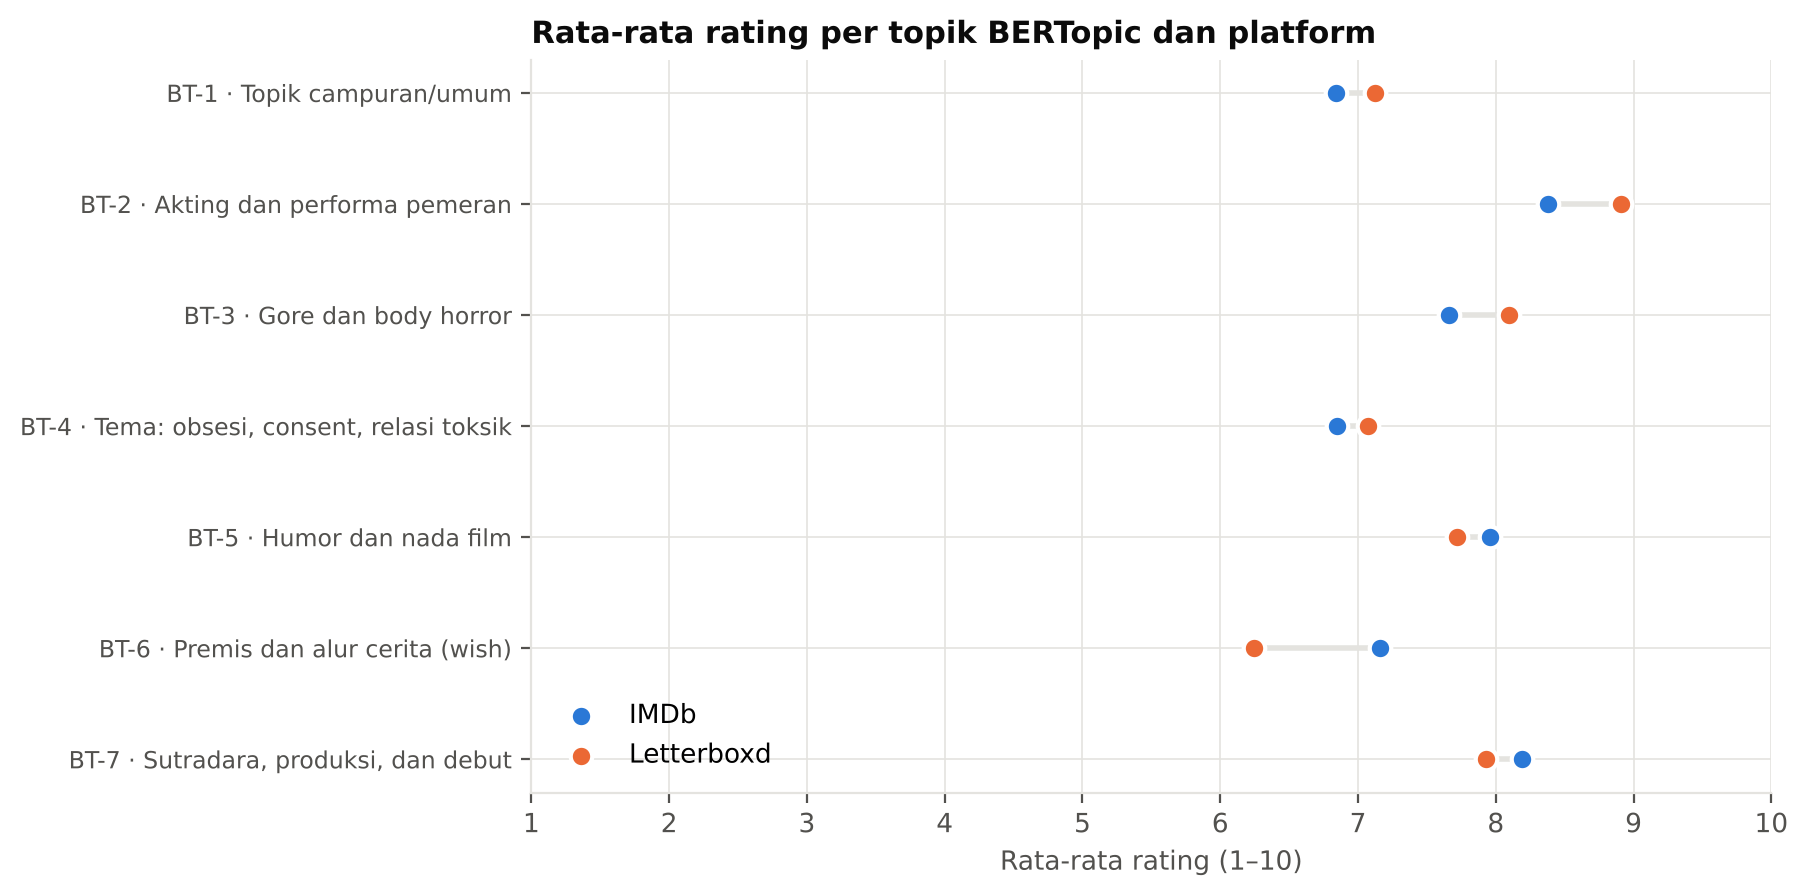 Rata-rata rating per topik BERTopic dan platform
BT-1 · Topik campuran/umum
BT-2 · Akting dan performa pemeran
BT-3 · Gore dan body horror
BT-4 · Tema: obsesi, consent, relasi toksik
BT-5 · Humor dan nada film
BT-6 · Premis dan alur cerita (wish)
BT-7 · Sutradara, produksi, dan debut
IMDb
Letterboxd
1 2 3 4 5 6 7 8 9 10
Rata-rata rating (1–10)